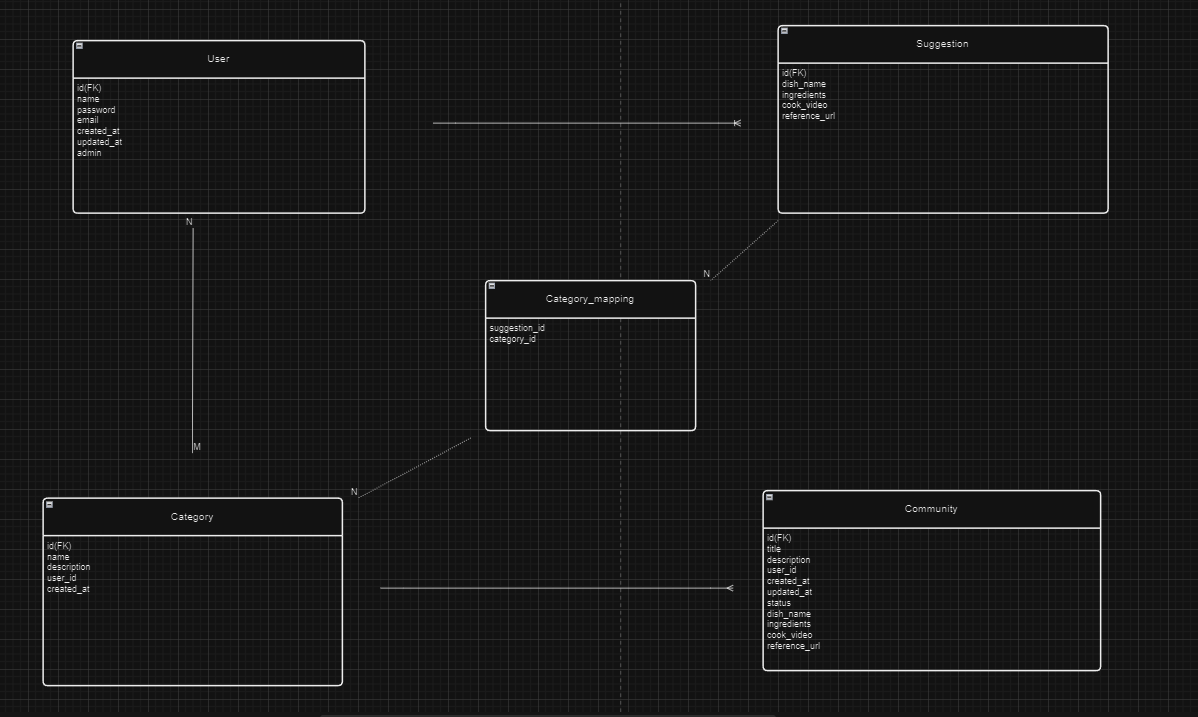 User
id(FK)
name
password
email
created_at
updated_at
admin
Suggestion
id(FK)
dish_name
ingredients
cook_video
reference_url
N
M
N
Category_mapping
suggestion_id
category_id
N
Category
id(FK)
name
description
user_id
created_at
Community
id(FK)
title
description
user_id
created_at
updated_at
status
dish_name
ingredients
cook_video
reference_url